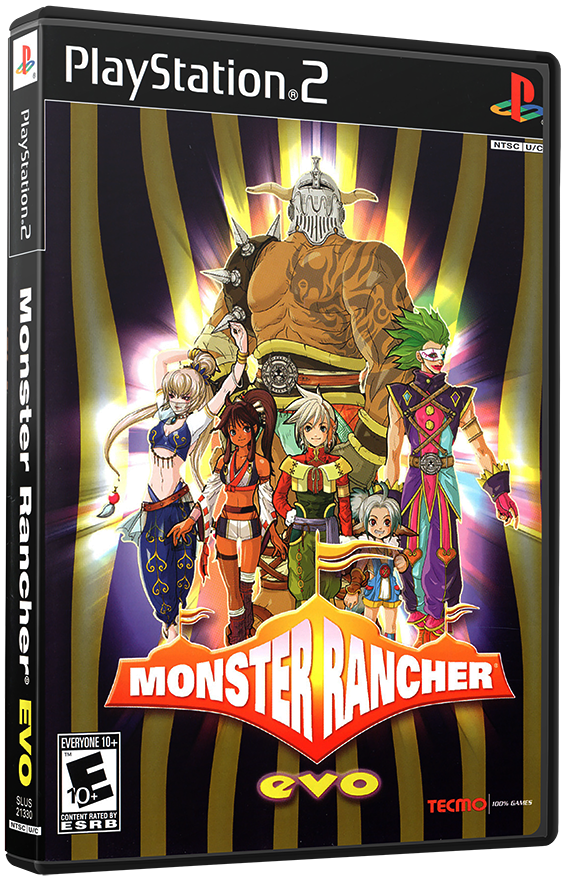 PlayStation®2
NTSC U/C
PlayStation®2
Monster Rancher® EVO
SLUS
21330
NTSC U/C
MONSTER RANCHER®
evo
EVERYONE 10+
™
E
10+
CONTENT RATED BY
ESRB
TECMO | 100% GAMES